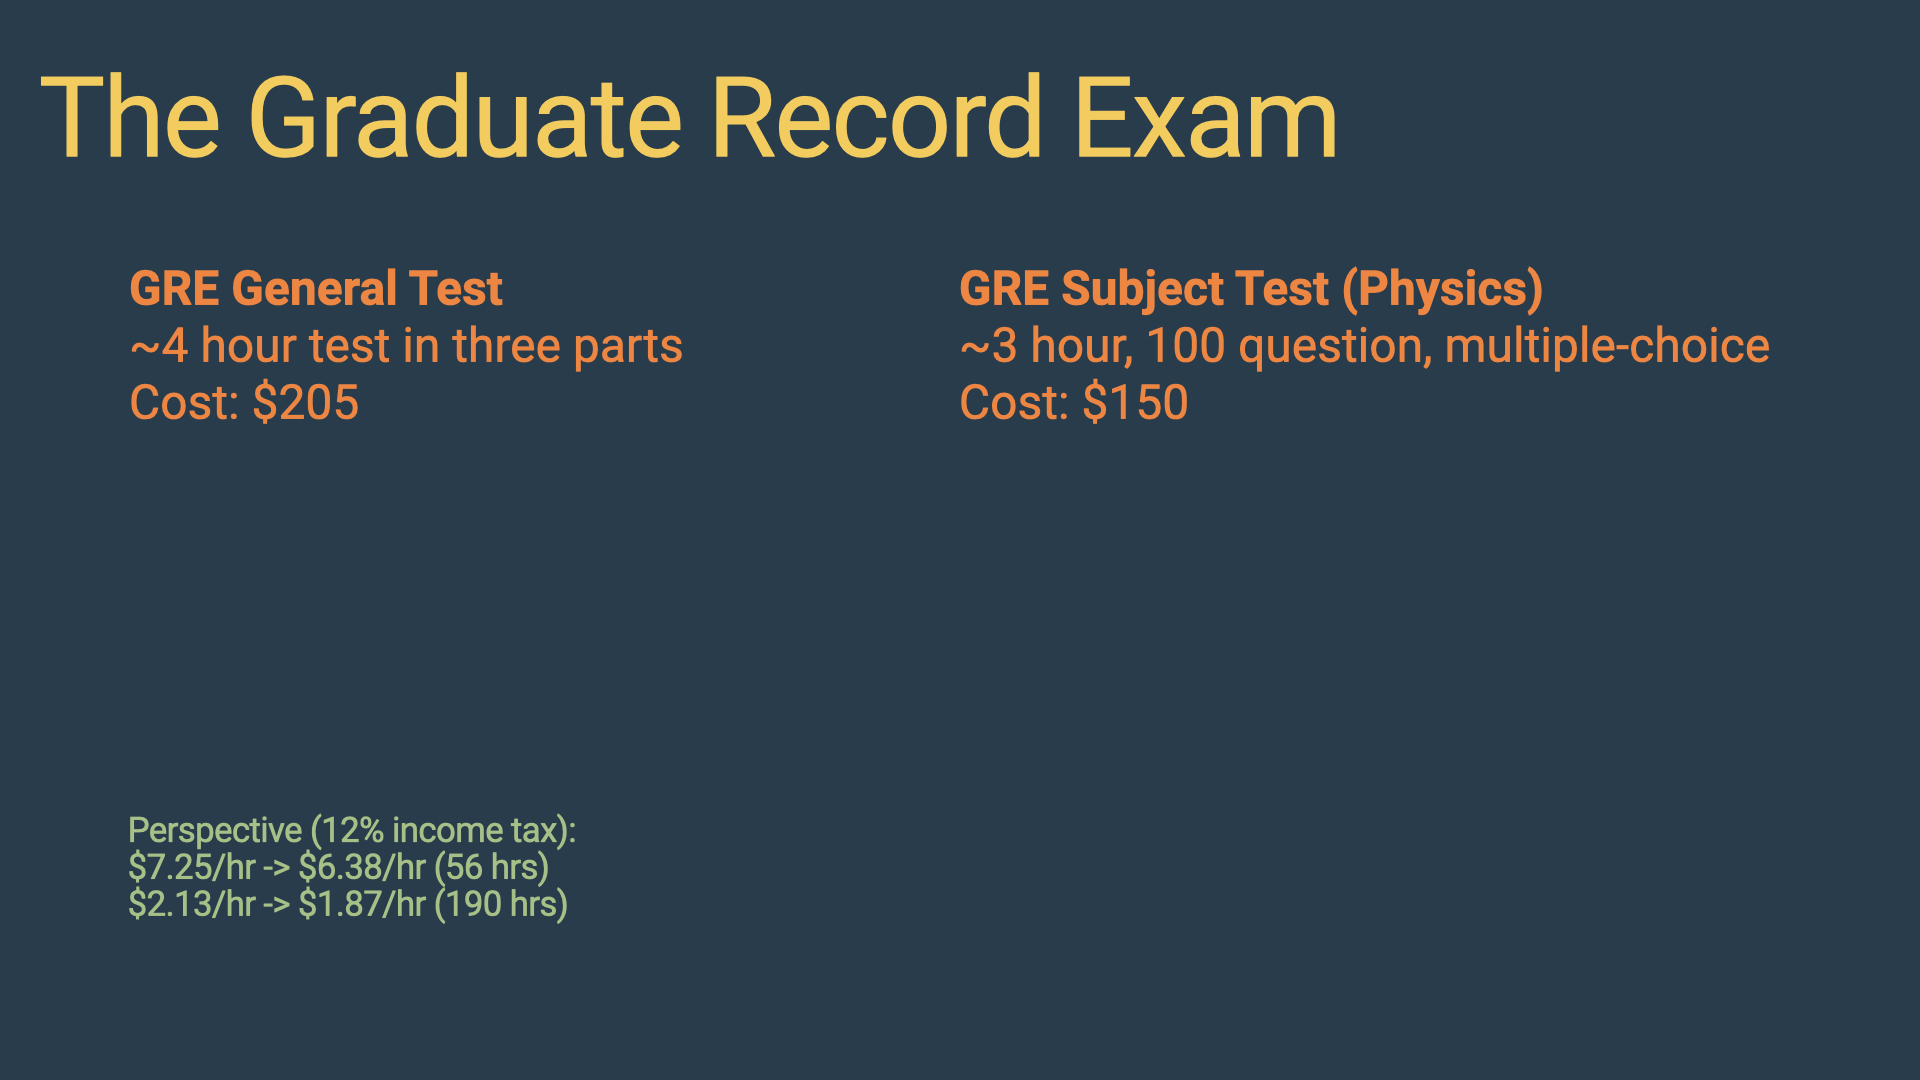 The Graduate Record Exam
GRE General Test
~4 hour test in three parts
Cost: $205
GRE Subject Test (Physics)
~3 hour, 100 question, multiple-choice
Cost: $150
Perspective (12% income tax):
$7.25/hr -> $6.38/hr (56 hrs)
$2.13/hr -> $1.87/hr (190 hrs)